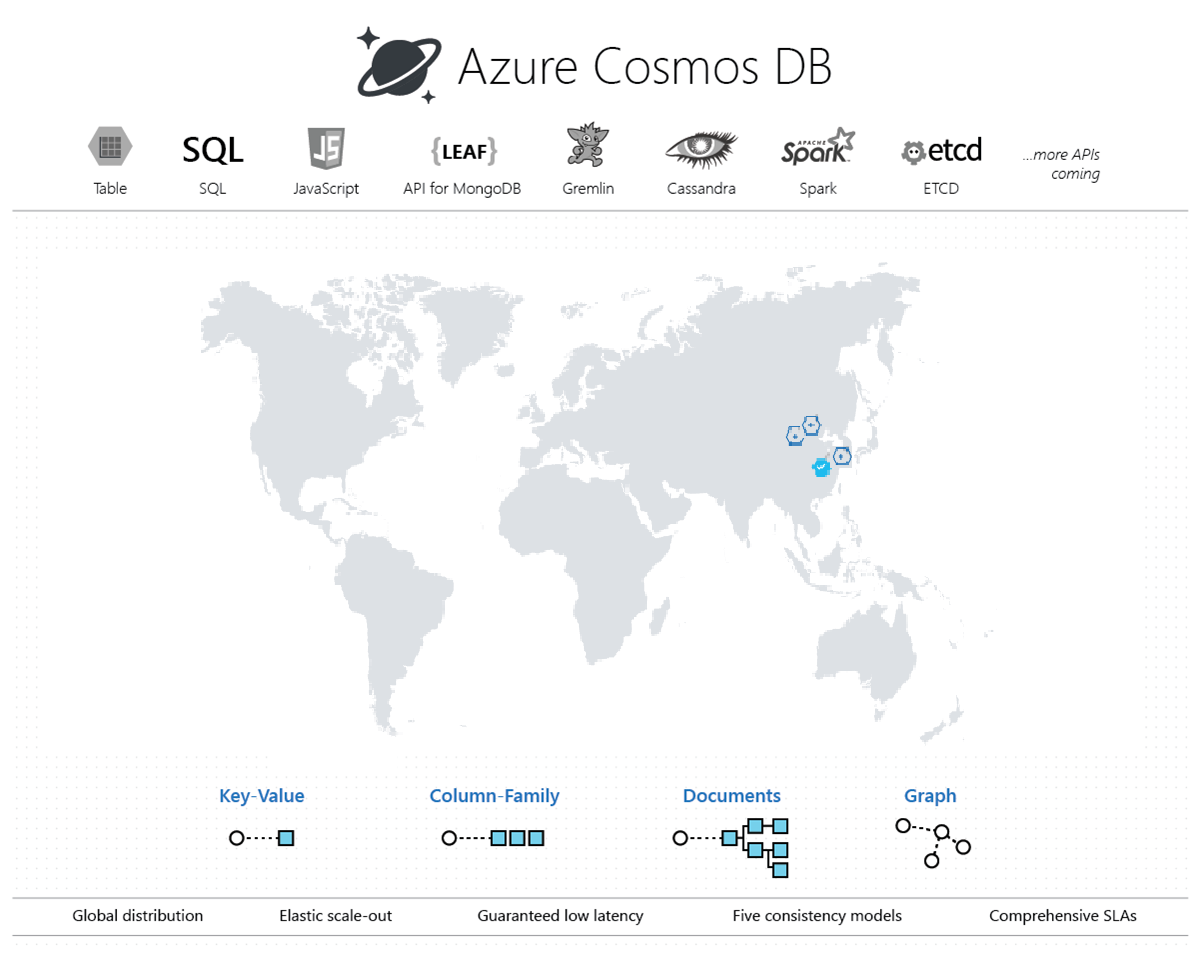 Azure Cosmos DB
SQL
JS
{LEAF}
APACHE
Spark™
etcd
...more APIs
coming
Table
SQL
JavaScript
API for MongoDB
Gremlin
Cassandra
Spark
ETCD
Key-Value
Column-Family
Documents
Graph
Global distribution
Elastic scale-out
Guaranteed low latency
Five consistency models
Comprehensive SLAs